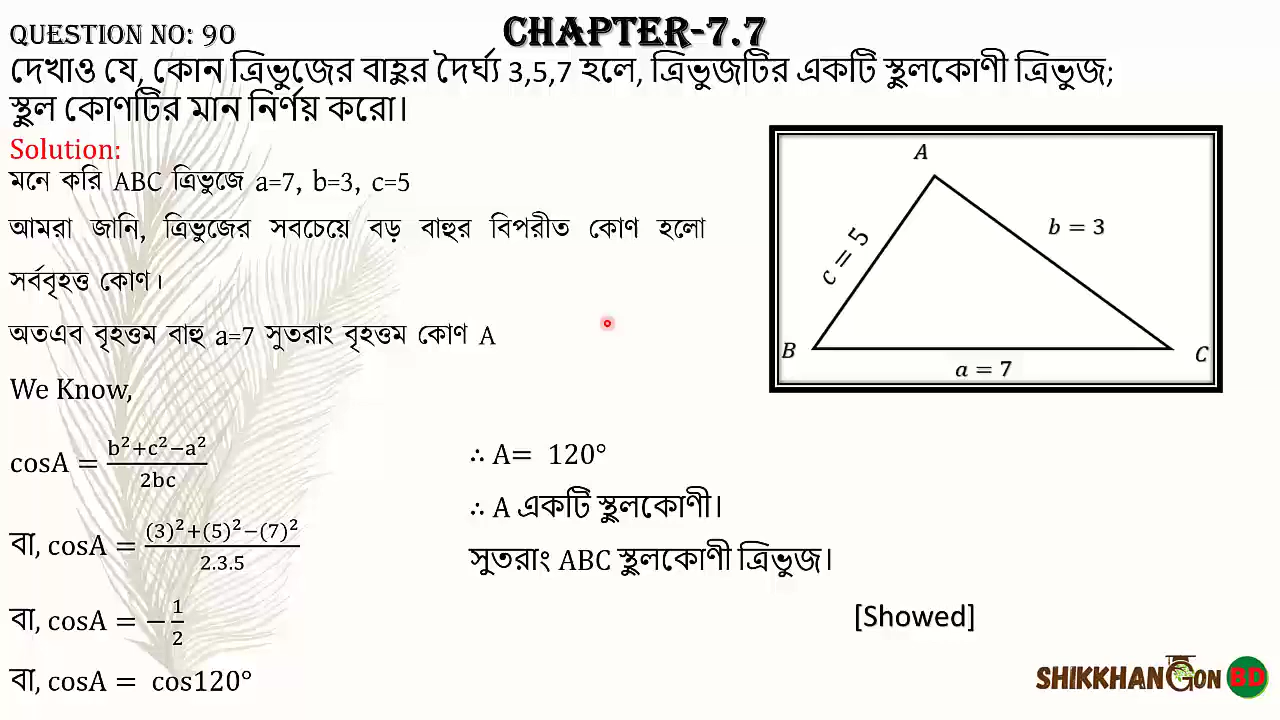 QUESTION NO: 90
CHAPTER-7.7
দেখাও যে, কোন ত্রিভুজের বাহুর দৈর্ঘ্য 3,5,7 হলে, ত্রিভুজটির একটি স্থুলকোণী ত্রিভুজ;
স্থুল কোণটির মান নির্ণয় করো।
Solution:
মনে করি ABC ত্রিভুজে a=7, b=3, c=5
আমরা জানি, ত্রিভুজের সবচেয়ে বড় বাহুর বিপরীত কোণ হলো
সর্ববৃহত্ত কোণ।
অতএব বৃহত্তম বাহু a=7 সুতরাং বৃহত্তম কোণ A
We Know,
cosA = (b²+c²−a²)/(2bc)
বা, cosA = ((3)²+(5)²−(7)²)/(2.3.5)
বা, cosA = −1/2
বা, cosA = cos120°
∴ A= 120°
∴ A একটি স্থুলকোণী।
সুতরাং ABC স্থুলকোণী ত্রিভুজ।
[Showed]
A
c = 5
b = 3
B
C
a = 7
SHIKKHANGON BD